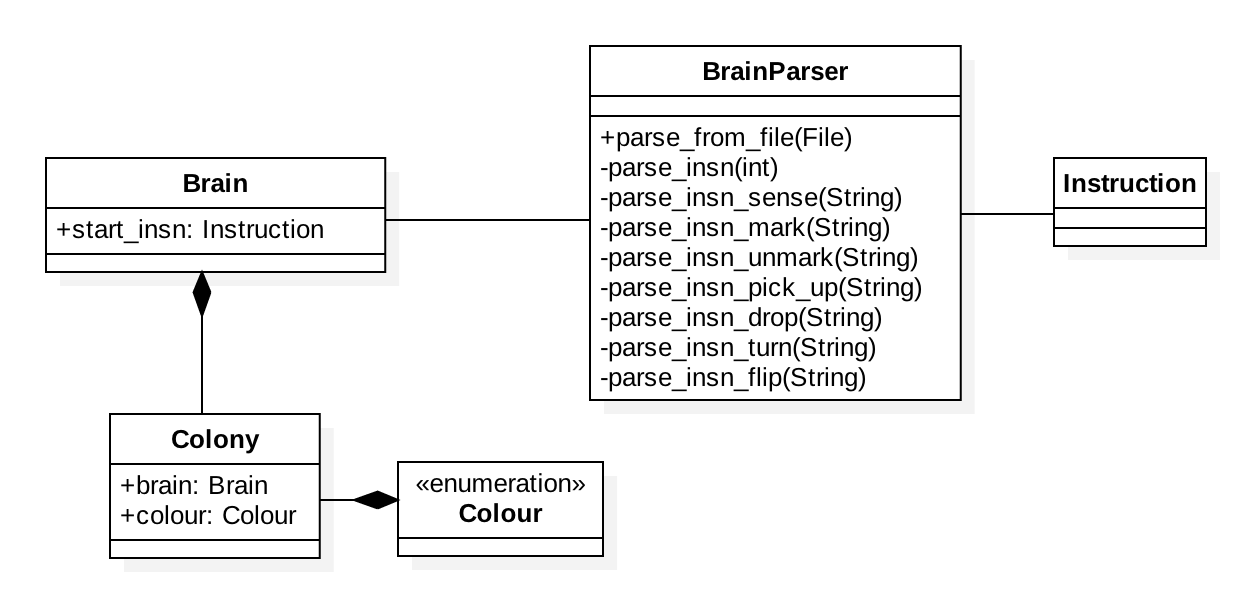 BrainParser
+parse_from_file(File)
-parse_insn(int)
-parse_insn_sense(String)
-parse_insn_mark(String)
-parse_insn_unmark(String)
-parse_insn_pick_up(String)
-parse_insn_drop(String)
-parse_insn_turn(String)
-parse_insn_flip(String)
Brain
+start_insn: Instruction
Instruction
Colony
+brain: Brain
+colour: Colour
«enumeration»
Colour